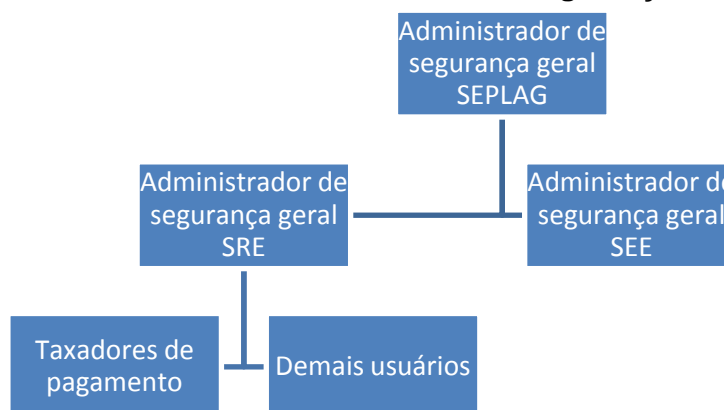 Administrador de
segurança geral
SEPLAG
Administrador de
segurança geral
SRE
Administrador de
segurança geral
SEE
Taxadores de
pagamento
Demais usuários